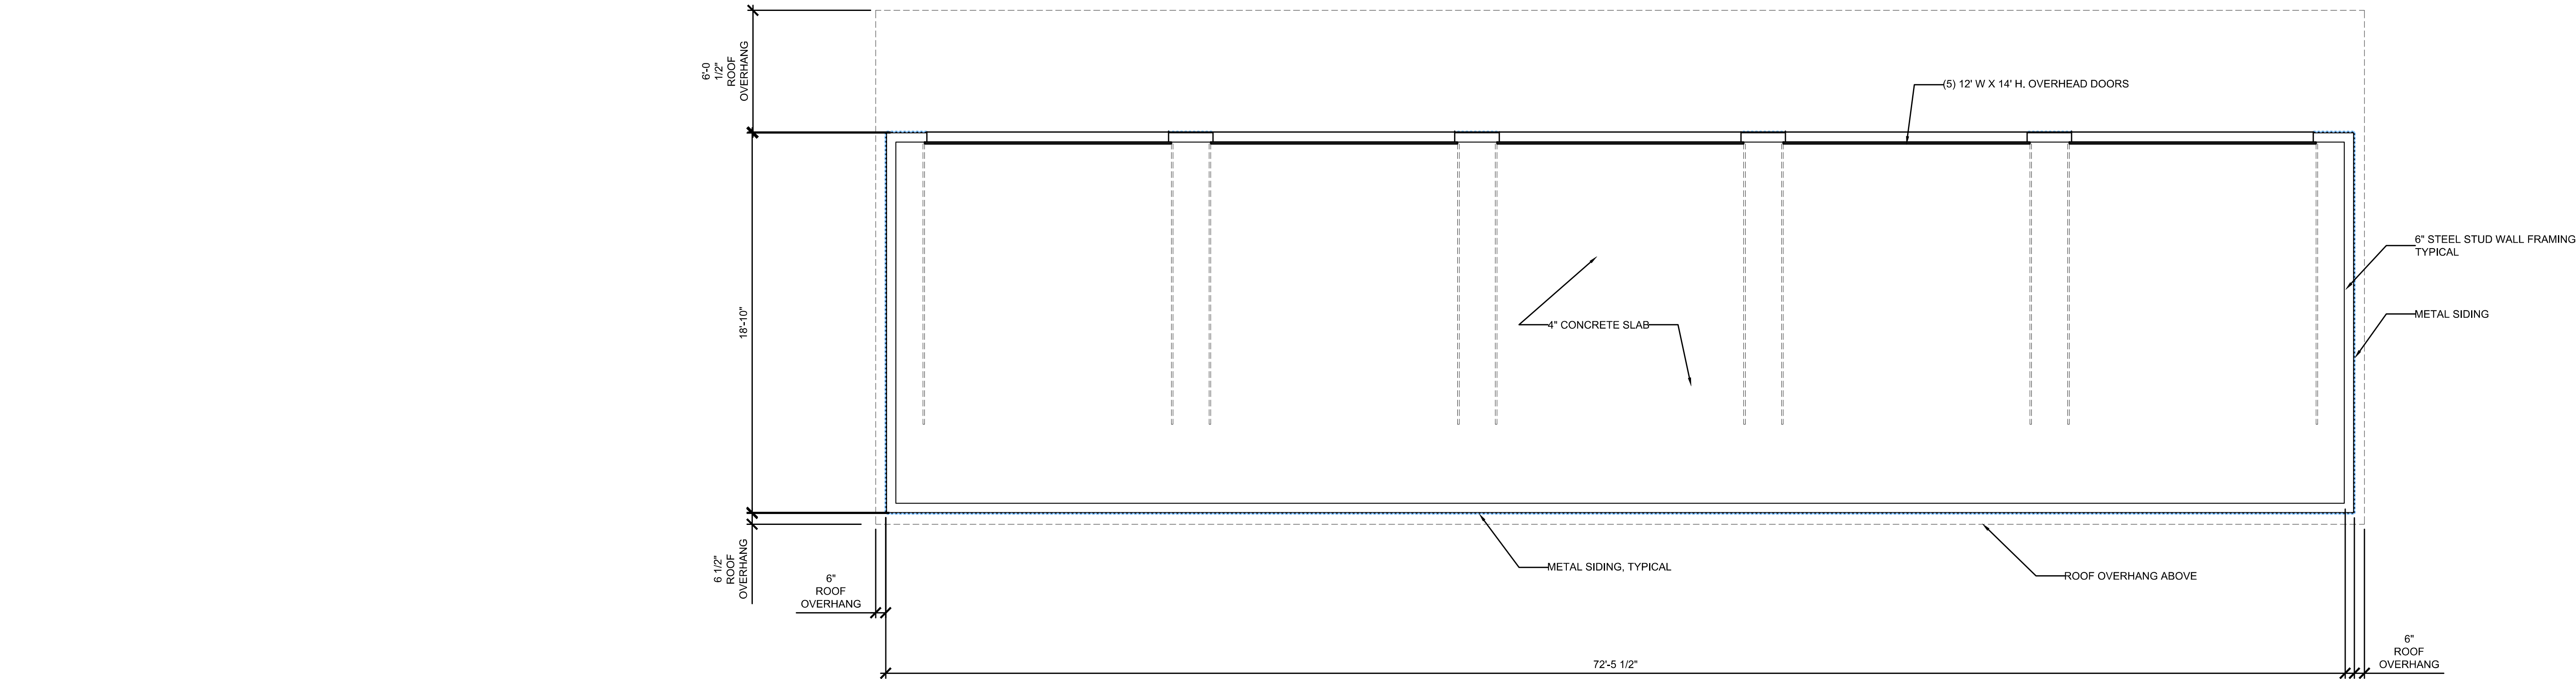 6'-0
1/2"
ROOF
OVERHANG
(5) 12' W X 14' H. OVERHEAD DOORS
6" STEEL STUD WALL FRAMING
TYPICAL
18'-10"
METAL SIDING
4" CONCRETE SLAB
6 1/2"
ROOF
OVERHANG
METAL SIDING, TYPICAL
ROOF OVERHANG ABOVE
6"
ROOF
OVERHANG
72'-5 1/2"
6"
ROOF
OVERHANG